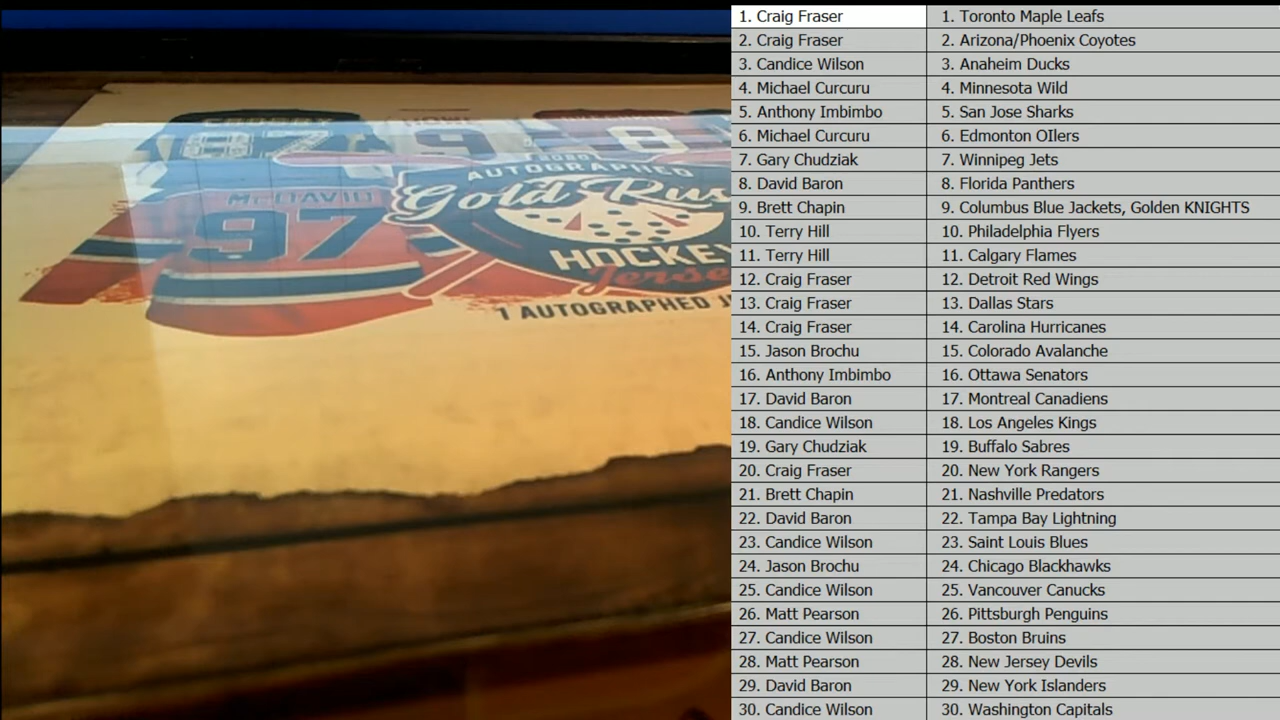 CROSBY
87
HOWE
9
8
2020
AUTOGRAPHED
Gold Rus
McDAVID
97
HOCKEY
Jerse
1 AUTOGRAPHED J
1. Craig Fraser 1. Toronto Maple Leafs
2. Craig Fraser 2. Arizona/Phoenix Coyotes
3. Candice Wilson 3. Anaheim Ducks
4. Michael Curcuru 4. Minnesota Wild
5. Anthony Imbimbo 5. San Jose Sharks
6. Michael Curcuru 6. Edmonton OIlers
7. Gary Chudziak 7. Winnipeg Jets
8. David Baron 8. Florida Panthers
9. Brett Chapin 9. Columbus Blue Jackets, Golden KNIGHTS
10. Terry Hill 10. Philadelphia Flyers
11. Terry Hill 11. Calgary Flames
12. Craig Fraser 12. Detroit Red Wings
13. Craig Fraser 13. Dallas Stars
14. Craig Fraser 14. Carolina Hurricanes
15. Jason Brochu 15. Colorado Avalanche
16. Anthony Imbimbo 16. Ottawa Senators
17. David Baron 17. Montreal Canadiens
18. Candice Wilson 18. Los Angeles Kings
19. Gary Chudziak 19. Buffalo Sabres
20. Craig Fraser 20. New York Rangers
21. Brett Chapin 21. Nashville Predators
22. David Baron 22. Tampa Bay Lightning
23. Candice Wilson 23. Saint Louis Blues
24. Jason Brochu 24. Chicago Blackhawks
25. Candice Wilson 25. Vancouver Canucks
26. Matt Pearson 26. Pittsburgh Penguins
27. Candice Wilson 27. Boston Bruins
28. Matt Pearson 28. New Jersey Devils
29. David Baron 29. New York Islanders
30. Candice Wilson 30. Washington Capitals